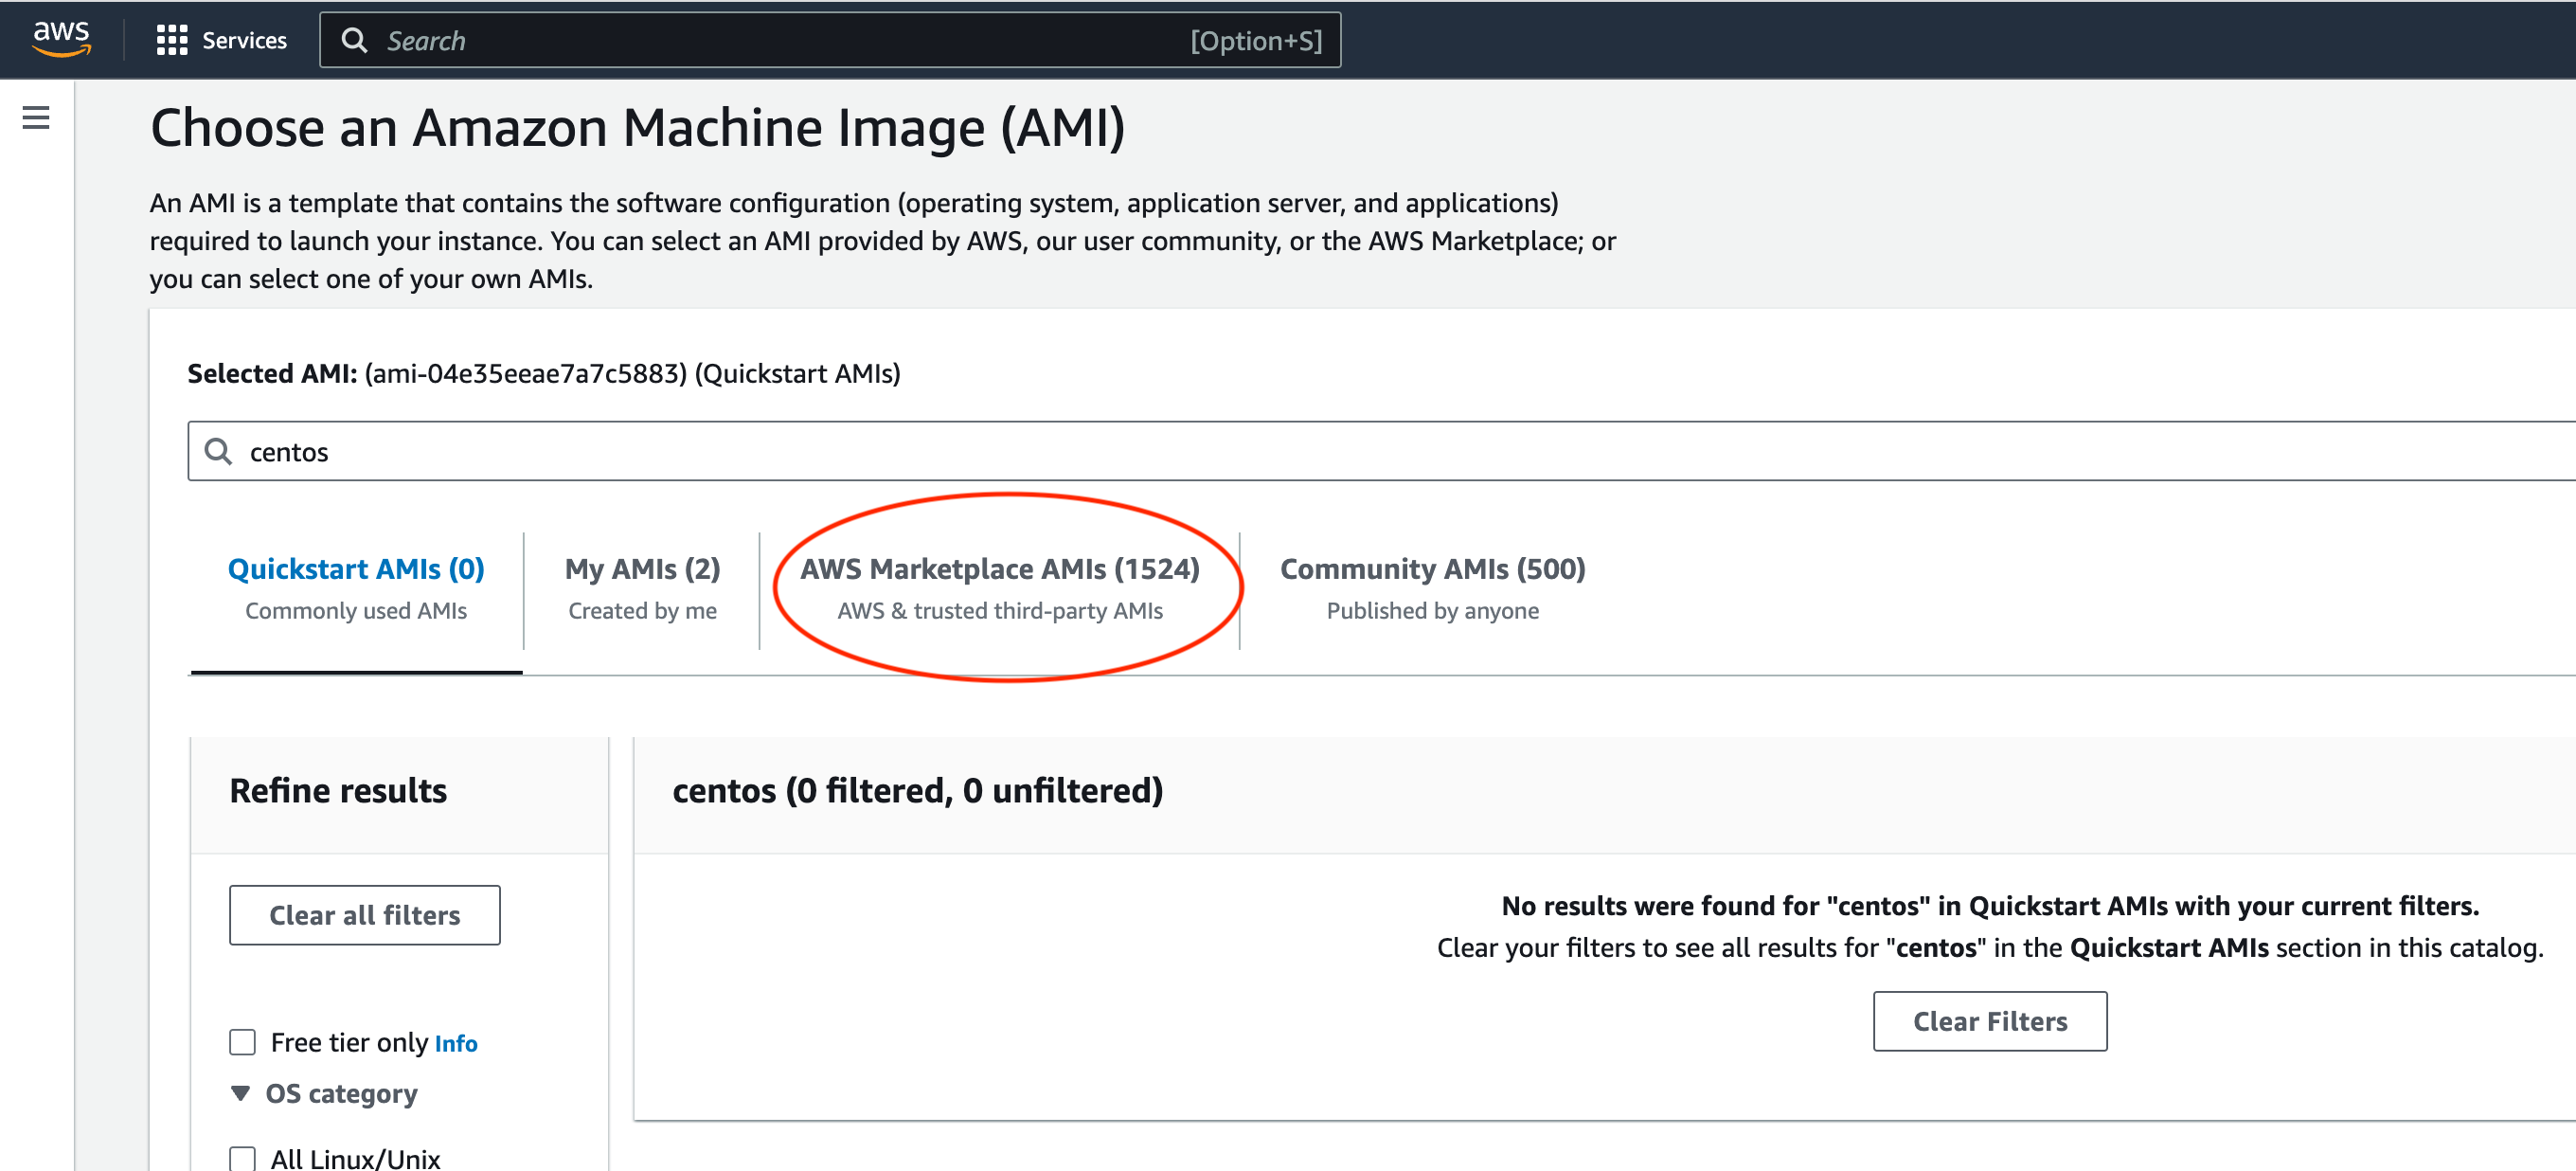 aws
Services
Search
[Option+S]
Choose an Amazon Machine Image (AMI)
An AMI is a template that contains the software configuration (operating system, application server, and applications)
required to launch your instance. You can select an AMI provided by AWS, our user community, or the AWS Marketplace; or
you can select one of your own AMIs.
Selected AMI: (ami-04e35eeae7a7c5883) (Quickstart AMIs)
centos
Quickstart AMIs (0)
Commonly used AMIs
My AMIs (2)
Created by me
AWS Marketplace AMIs (1524)
AWS & trusted third-party AMIs
Community AMIs (500)
Published by anyone
Refine results
Clear all filters
Free tier only Info
OS category
All Linux/Unix
centos (0 filtered, 0 unfiltered)
No results were found for "centos" in Quickstart AMIs with your current filters.
Clear your filters to see all results for "centos" in the Quickstart AMIs section in this catalog.
Clear Filters